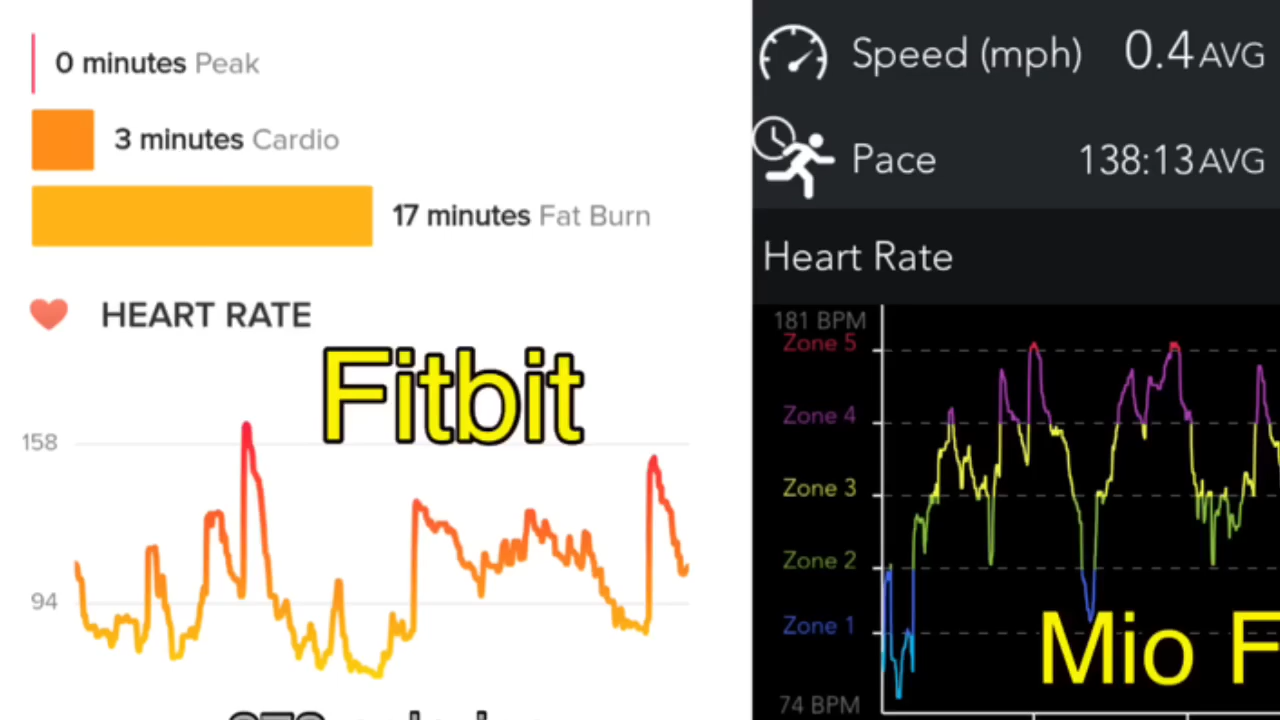 0 minutes Peak
3 minutes Cardio
17 minutes Fat Burn
HEART RATE
Fitbit
158
94
Speed (mph) 0.4 AVG
Pace 138:13 AVG
Heart Rate
181 BPM
Zone 5
Zone 4
Zone 3
Zone 2
Zone 1
74 BPM
Mio F